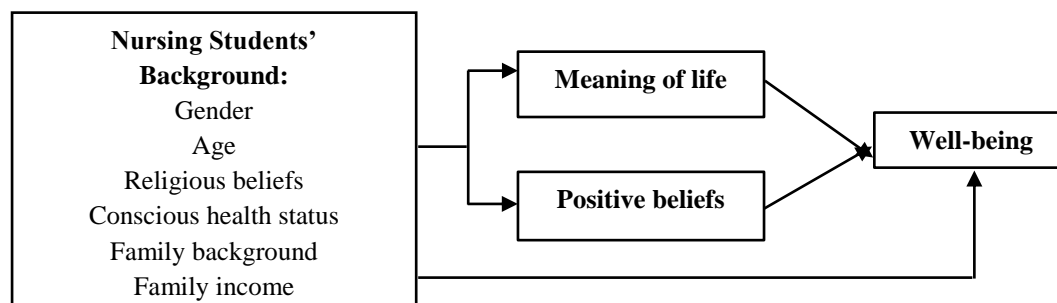 Nursing Students’
Background:
Gender
Age
Religious beliefs
Conscious health status
Family background
Family income
Meaning of life
Positive beliefs
Well-being